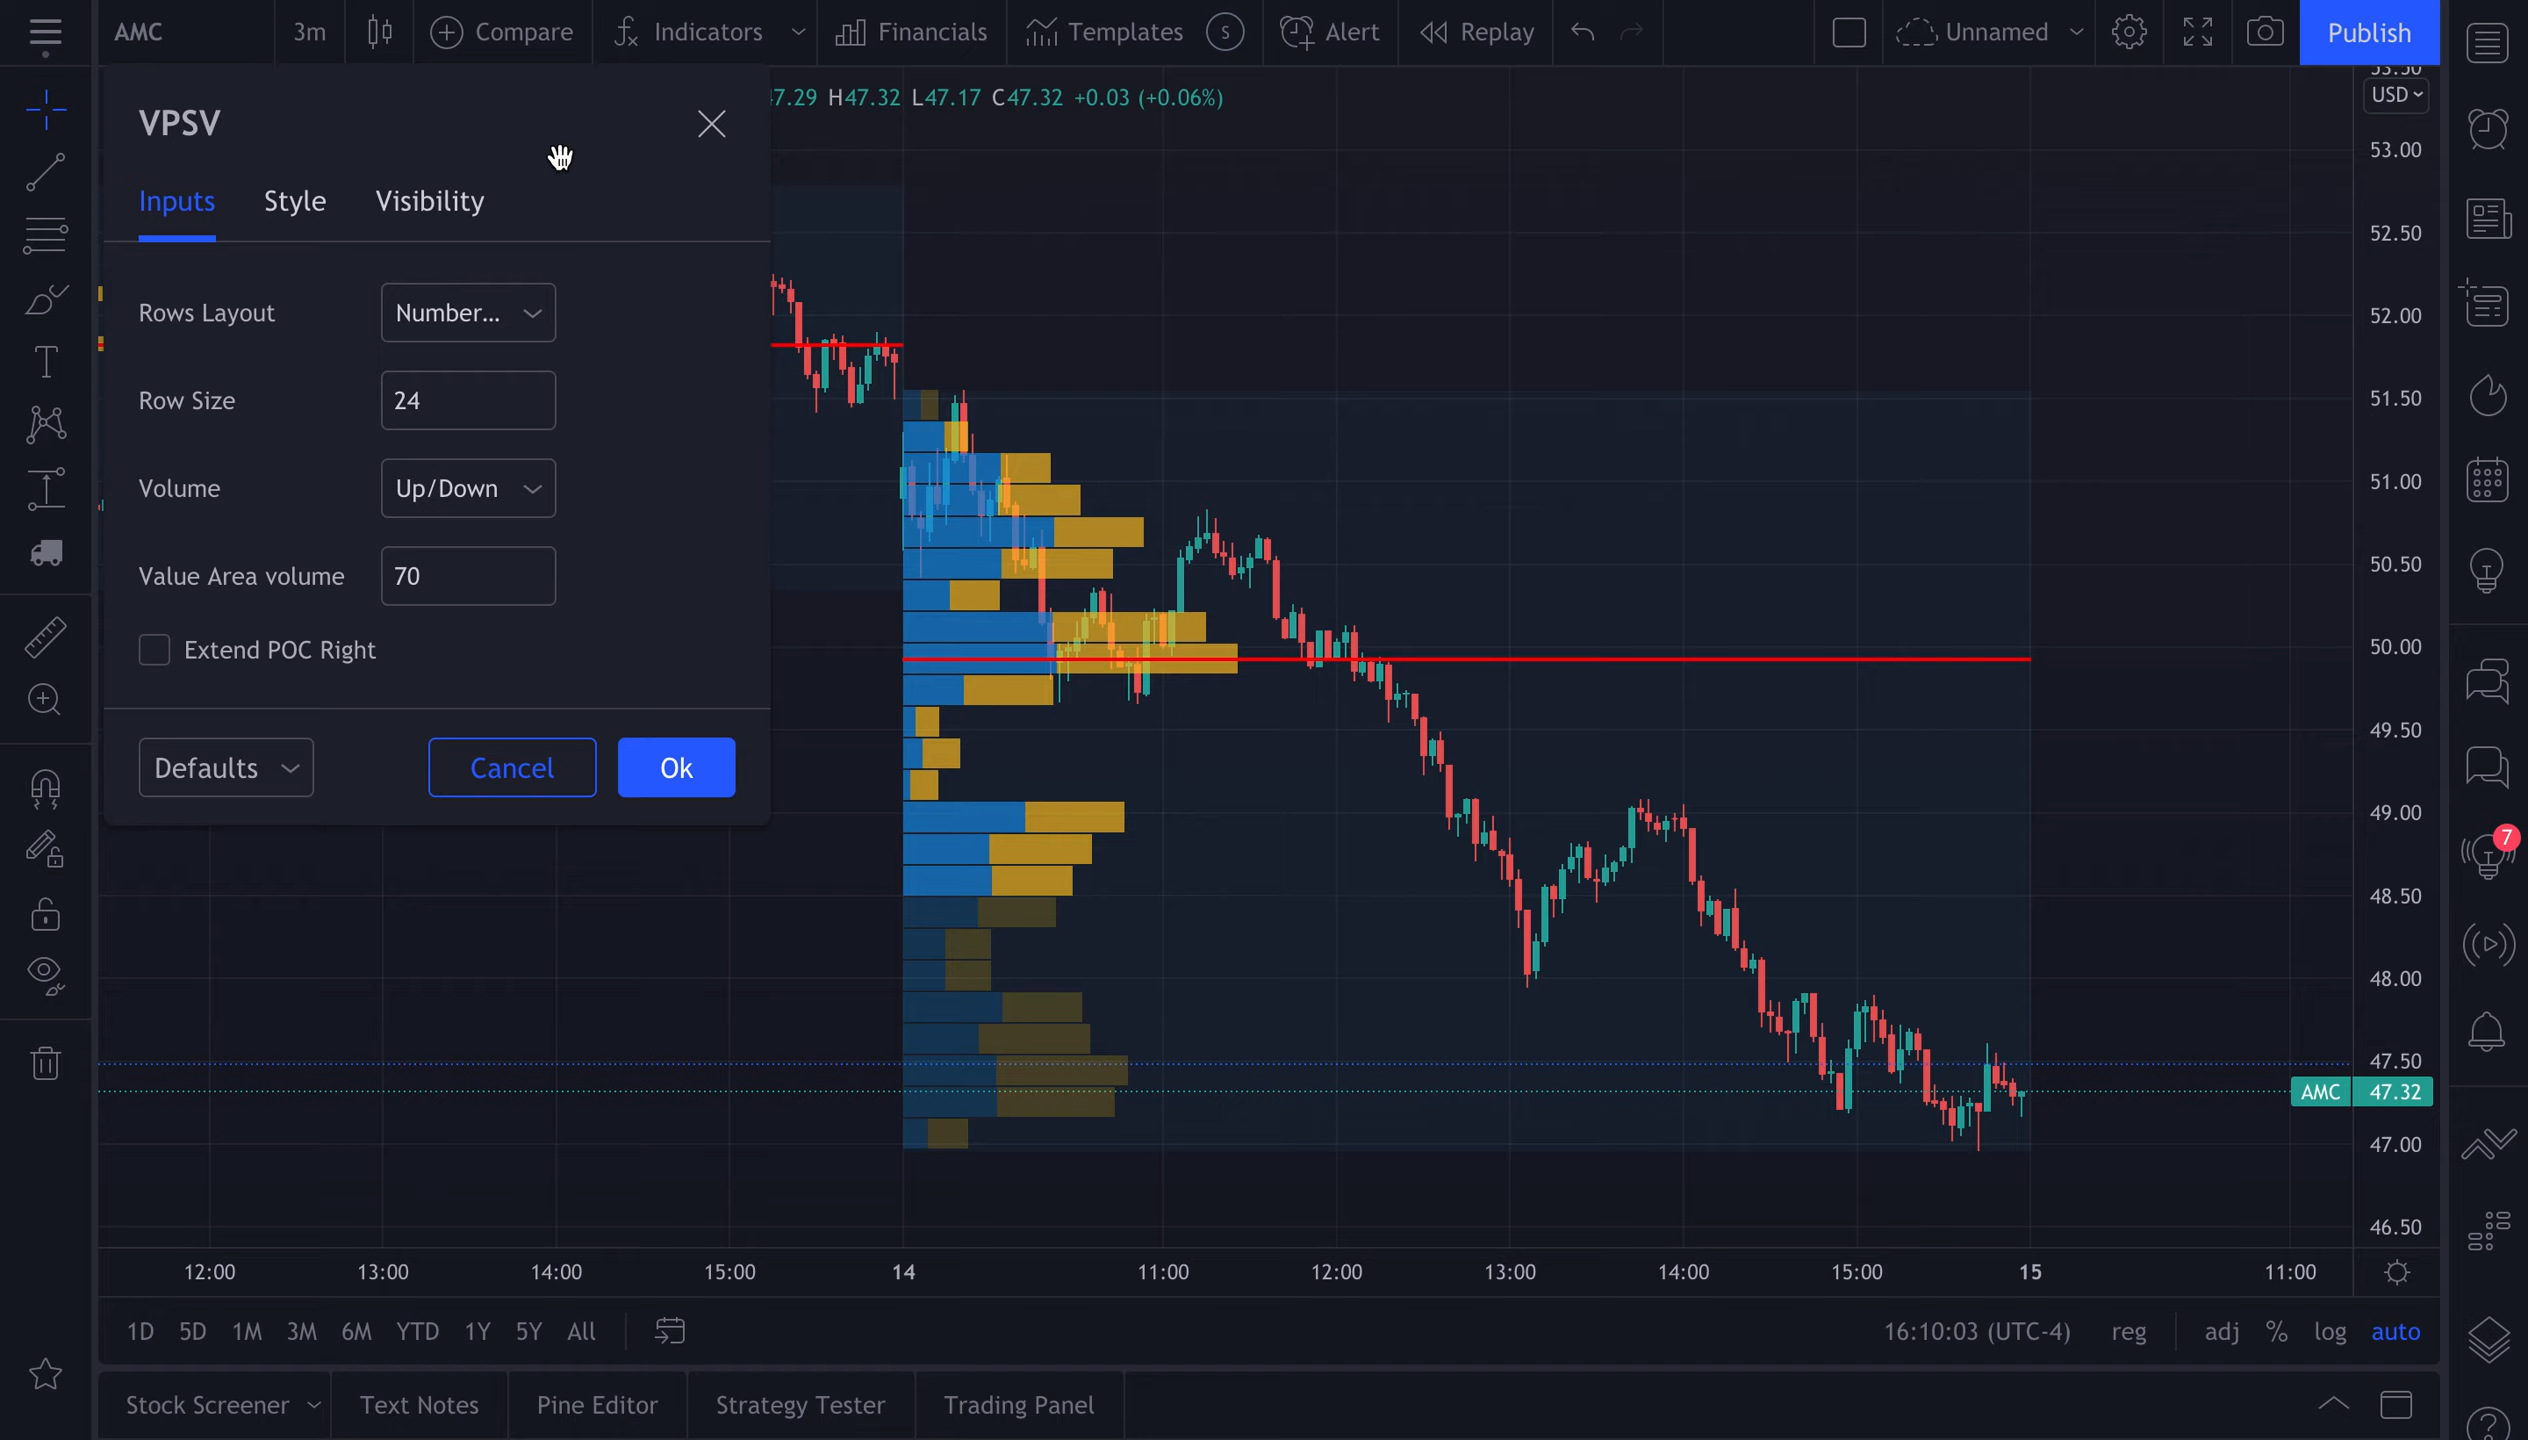 AMC 3m Compare Indicators Financials Templates S Alert Replay Unnamed Publish
VPSV
7.29 H47.32 L47.17 C47.32 +0.03 (+0.06%)
USD
Inputs Style Visibility
Rows Layout Number...
Row Size 24
Volume Up/Down
Value Area volume 70
Extend POC Right
Defaults Cancel Ok
53.50
53.00
52.50
52.00
51.50
51.00
50.50
50.00
49.50
49.00
48.50
48.00
47.50
AMC 47.32
47.00
46.50
7
12:00 13:00 14:00 15:00 14 11:00 12:00 13:00 14:00 15:00 15 11:00
1D 5D 1M 3M 6M YTD 1Y 5Y All 16:10:03 (UTC-4) reg adj % log auto
Stock Screener Text Notes Pine Editor Strategy Tester Trading Panel